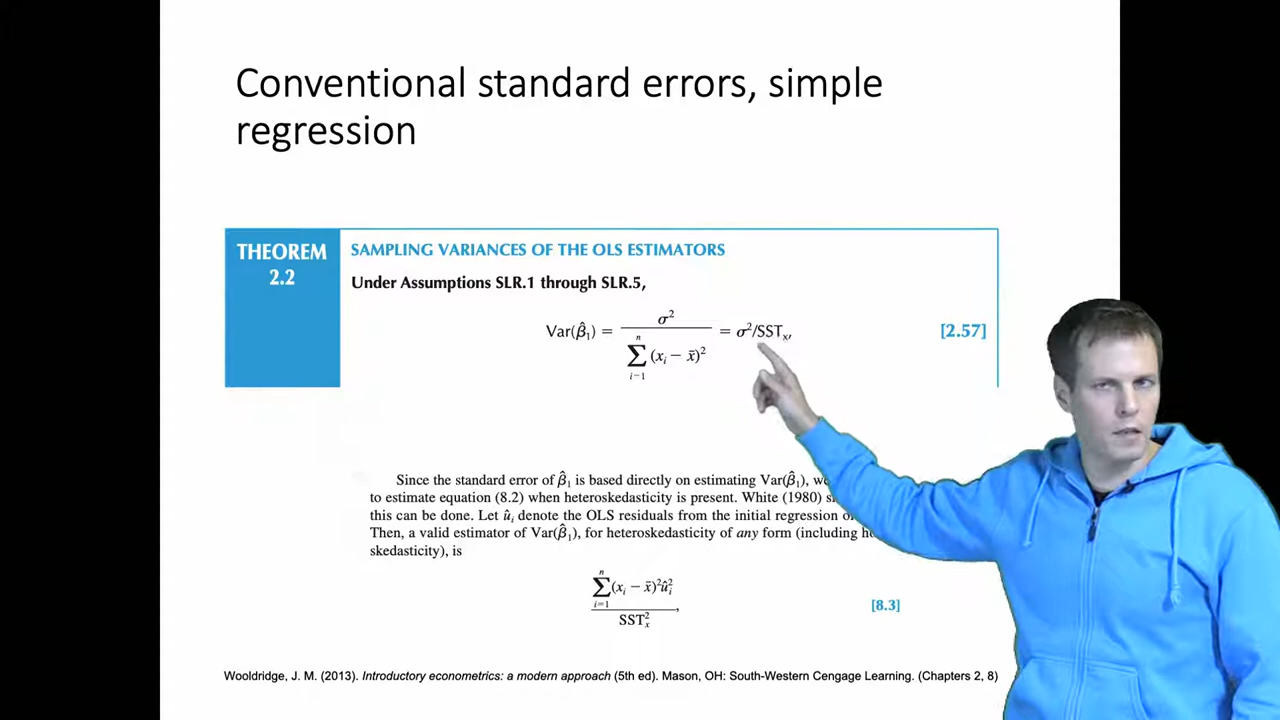 Conventional standard errors, simple
regression
THEOREM
2.2
SAMPLING VARIANCES OF THE OLS ESTIMATORS
Under Assumptions SLR.1 through SLR.5,
Var(β̂₁) = σ² / ∑ⁿᵢ₌₁ (xᵢ − x̄)² = σ²/SSTₓ, [2.57]
Since the standard error of β̂₁ is based directly on estimating Var(β̂₁), we
to estimate equation (8.2) when heteroskedasticity is present. White (1980)
this can be done. Let ûᵢ denote the OLS residuals from the initial regression
Then, a valid estimator of Var(β̂₁), for heteroskedasticity of any form (including
skedasticity), is
∑ⁿᵢ₌₁ (xᵢ − x̄)²ûᵢ² / SSTₓ², [8.3]
Wooldridge, J. M. (2013). Introductory econometrics: a modern approach (5th ed). Mason, OH: South-Western Cengage Learning. (Chapters 2, 8)